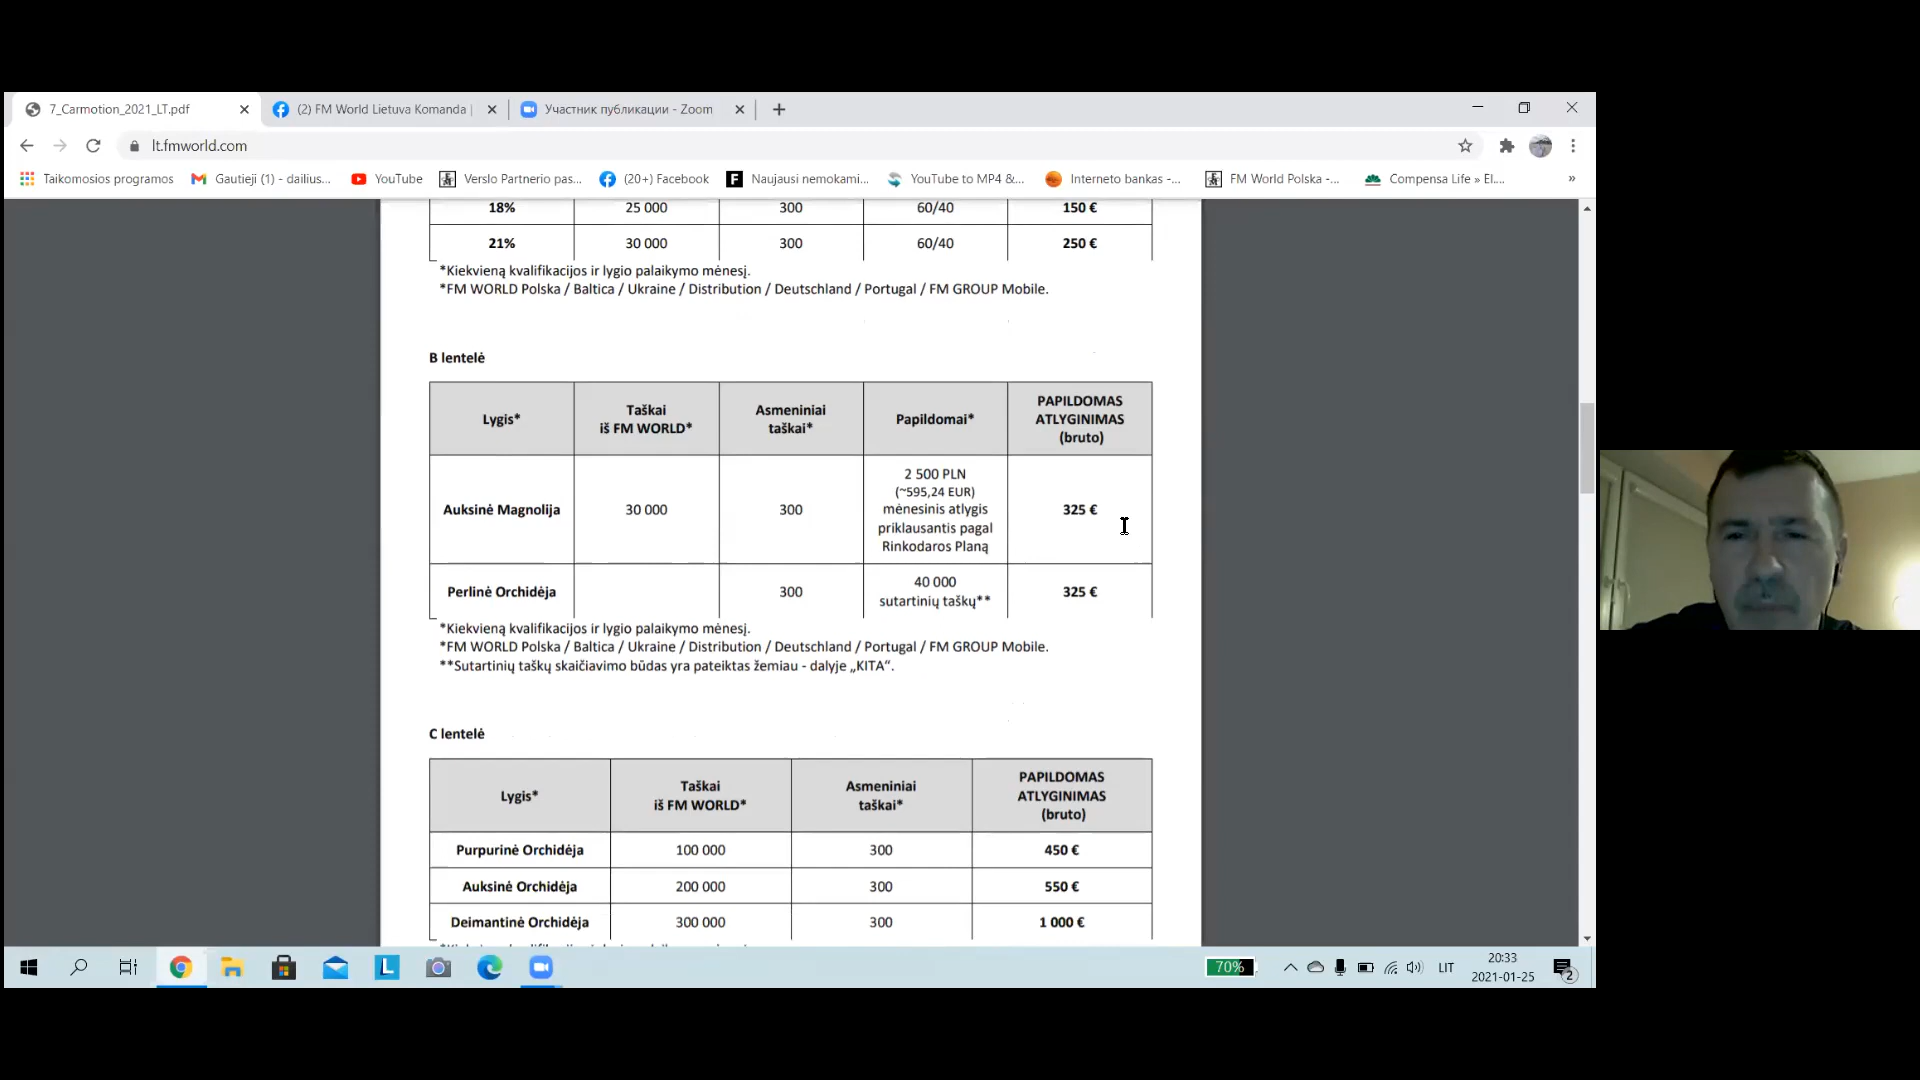 7_Carmotion_2021_LT.pdf
(2) FM World Lietuva Komanda |
Участник публикации - Zoom
lt.fmworld.com
Taikomosios programos
Gautieji (1) - dailius...
YouTube
Verslo Partnerio pas...
(20+) Facebook
Naujausi nemokami...
YouTube to MP4 &...
Interneto bankas -...
FM World Polska -...
Compensa Life » El....
»
18% 25 000 300 60/40 150 €
21% 30 000 300 60/40 250 €
*Kiekvieną kvalifikacijos ir lygio palaikymo mėnesį.
*FM WORLD Polska / Baltica / Ukraine / Distribution / Deutschland / Portugal / FM GROUP Mobile.
B lentelė
Lygis*
Taškai
iš FM WORLD*
Asmeniniai
taškai*
Papildomai*
PAPILDOMAS
ATLYGINIMAS
(bruto)
Auksinė Magnolija
30 000
300
2 500 PLN
(~595,24 EUR)
mėnesinis atlygis
priklausantis pagal
Rinkodaros Planą
325 €
Perlinė Orchidėja
300
40 000
sutartinių taškų**
325 €
*Kiekvieną kvalifikacijos ir lygio palaikymo mėnesį.
*FM WORLD Polska / Baltica / Ukraine / Distribution / Deutschland / Portugal / FM GROUP Mobile.
**Sutartinių taškų skaičiavimo būdas yra pateiktas žemiau - dalyje „KITA“.
C lentelė
Lygis*
Taškai
iš FM WORLD*
Asmeniniai
taškai*
PAPILDOMAS
ATLYGINIMAS
(bruto)
Purpurinė Orchidėja 100 000 300 450 €
Auksinė Orchidėja 200 000 300 550 €
Deimantinė Orchidėja 300 000 300 1 000 €
L
70%
LIT
20:33
2021-01-25
2